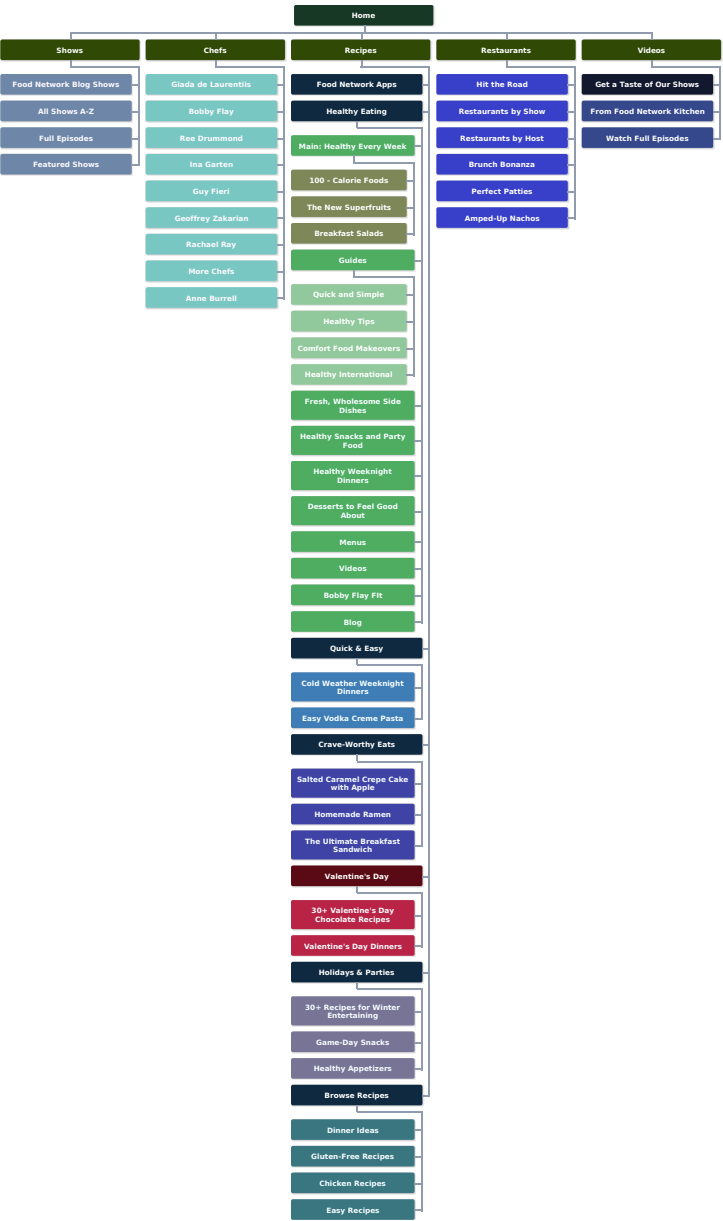 Home
Shows
Food Network Blog Shows
All Shows A-Z
Full Episodes
Featured Shows
Chefs
Giada de Laurentiis
Bobby Flay
Ree Drummond
Ina Garten
Guy Fieri
Geoffrey Zakarian
Rachael Ray
More Chefs
Anne Burrell
Recipes
Food Network Apps
Healthy Eating
Main: Healthy Every Week
100 - Calorie Foods
The New Superfruits
Breakfast Salads
Guides
Quick and Simple
Healthy Tips
Comfort Food Makeovers
Healthy International
Fresh, Wholesome Side
Dishes
Healthy Snacks and Party
Food
Healthy Weeknight
Dinners
Desserts to Feel Good
About
Menus
Videos
Bobby Flay Fit
Blog
Quick & Easy
Cold Weather Weeknight
Dinners
Easy Vodka Creme Pasta
Crave-Worthy Eats
Salted Caramel Crepe Cake
with Apple
Homemade Ramen
The Ultimate Breakfast
Sandwich
Valentine's Day
30+ Valentine's Day
Chocolate Recipes
Valentine's Day Dinners
Holidays & Parties
30+ Recipes for Winter
Entertaining
Game-Day Snacks
Healthy Appetizers
Browse Recipes
Dinner Ideas
Gluten-Free Recipes
Chicken Recipes
Easy Recipes
Restaurants
Hit the Road
Restaurants by Show
Restaurants by Host
Brunch Bonanza
Perfect Patties
Amped-Up Nachos
Videos
Get a Taste of Our Shows
From Food Network Kitchen
Watch Full Episodes